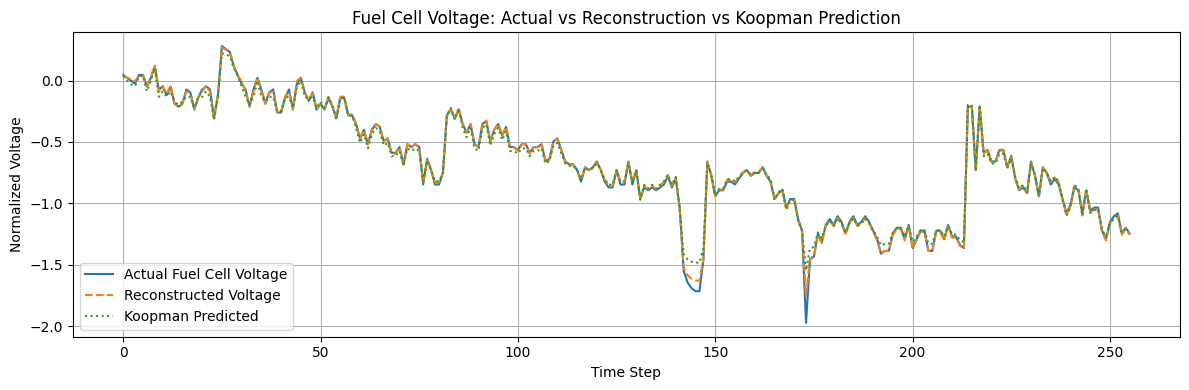 Fuel Cell Voltage: Actual vs Reconstruction vs Koopman Prediction
Normalized Voltage
0.0
−0.5
−1.0
−1.5
−2.0
Actual Fuel Cell Voltage
Reconstructed Voltage
Koopman Predicted
0 50 100 150 200 250
Time Step